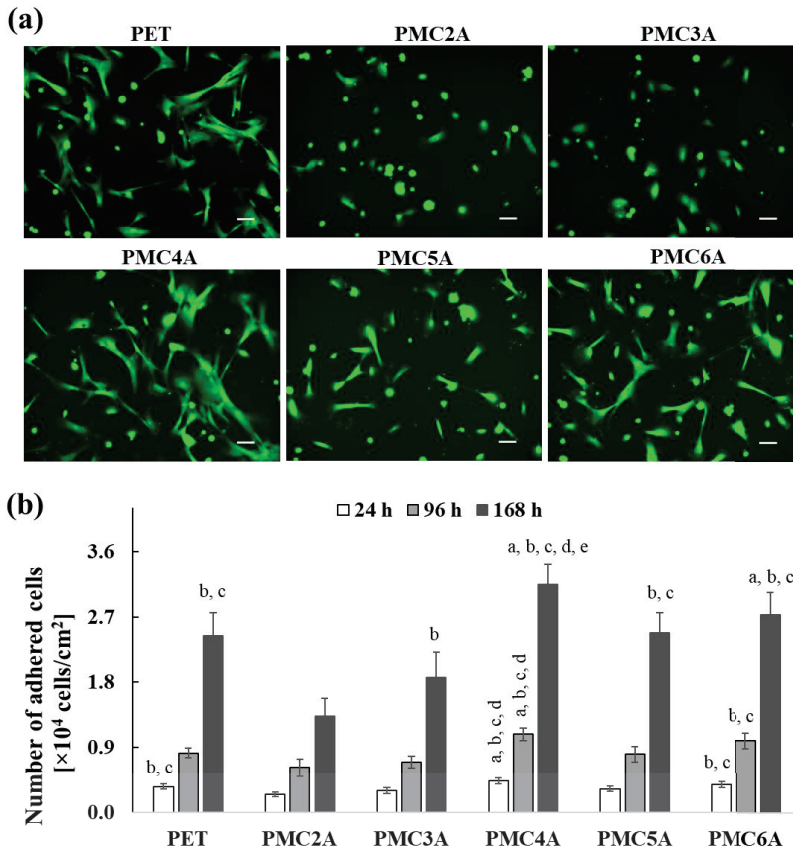 (a)
PET PMC2A PMC3A
PMC4A PMC5A PMC6A
(b)
24 h 96 h 168 h
Number of adhered cells
[×10⁴ cells/cm²]
3.6
2.7
1.8
0.9
0.0
b, c
b, c
b
a, b, c, d
a, b, c, d
a, b, c, d, e
b, c
b, c
b, c
a, b, c
PET PMC2A PMC3A PMC4A PMC5A PMC6A